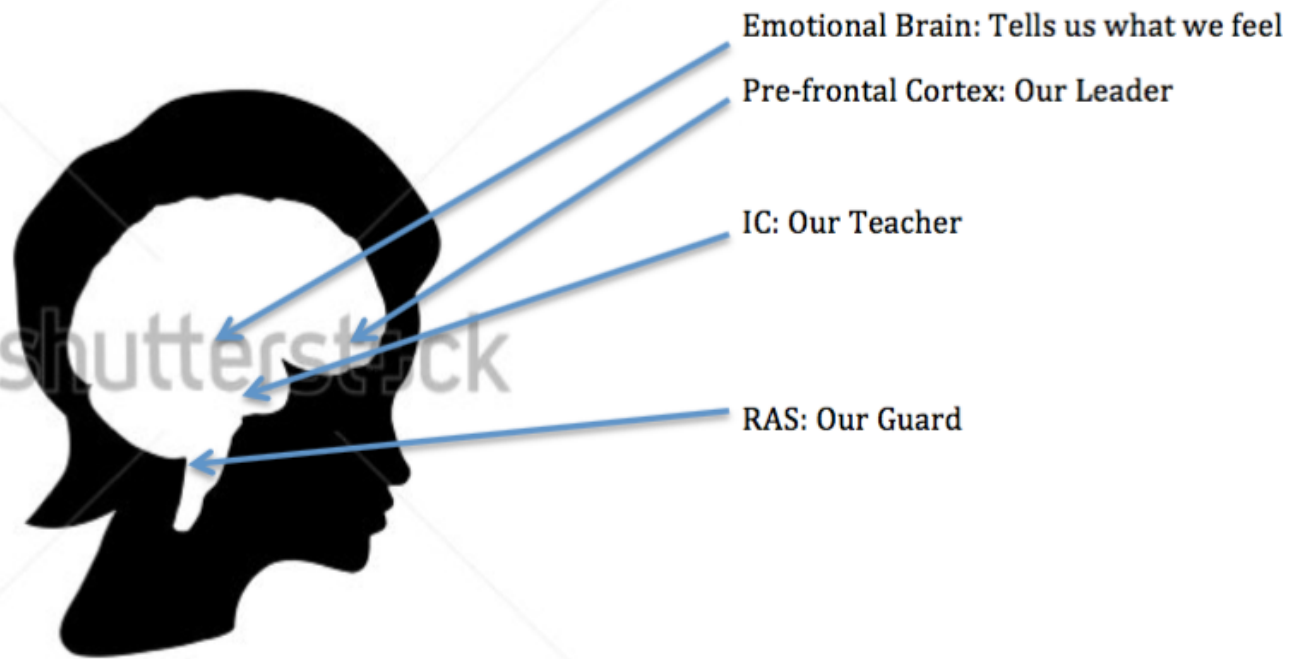 Emotional Brain: Tells us what we feel
Pre-frontal Cortex: Our Leader
IC: Our Teacher
shutterstock
RAS: Our Guard